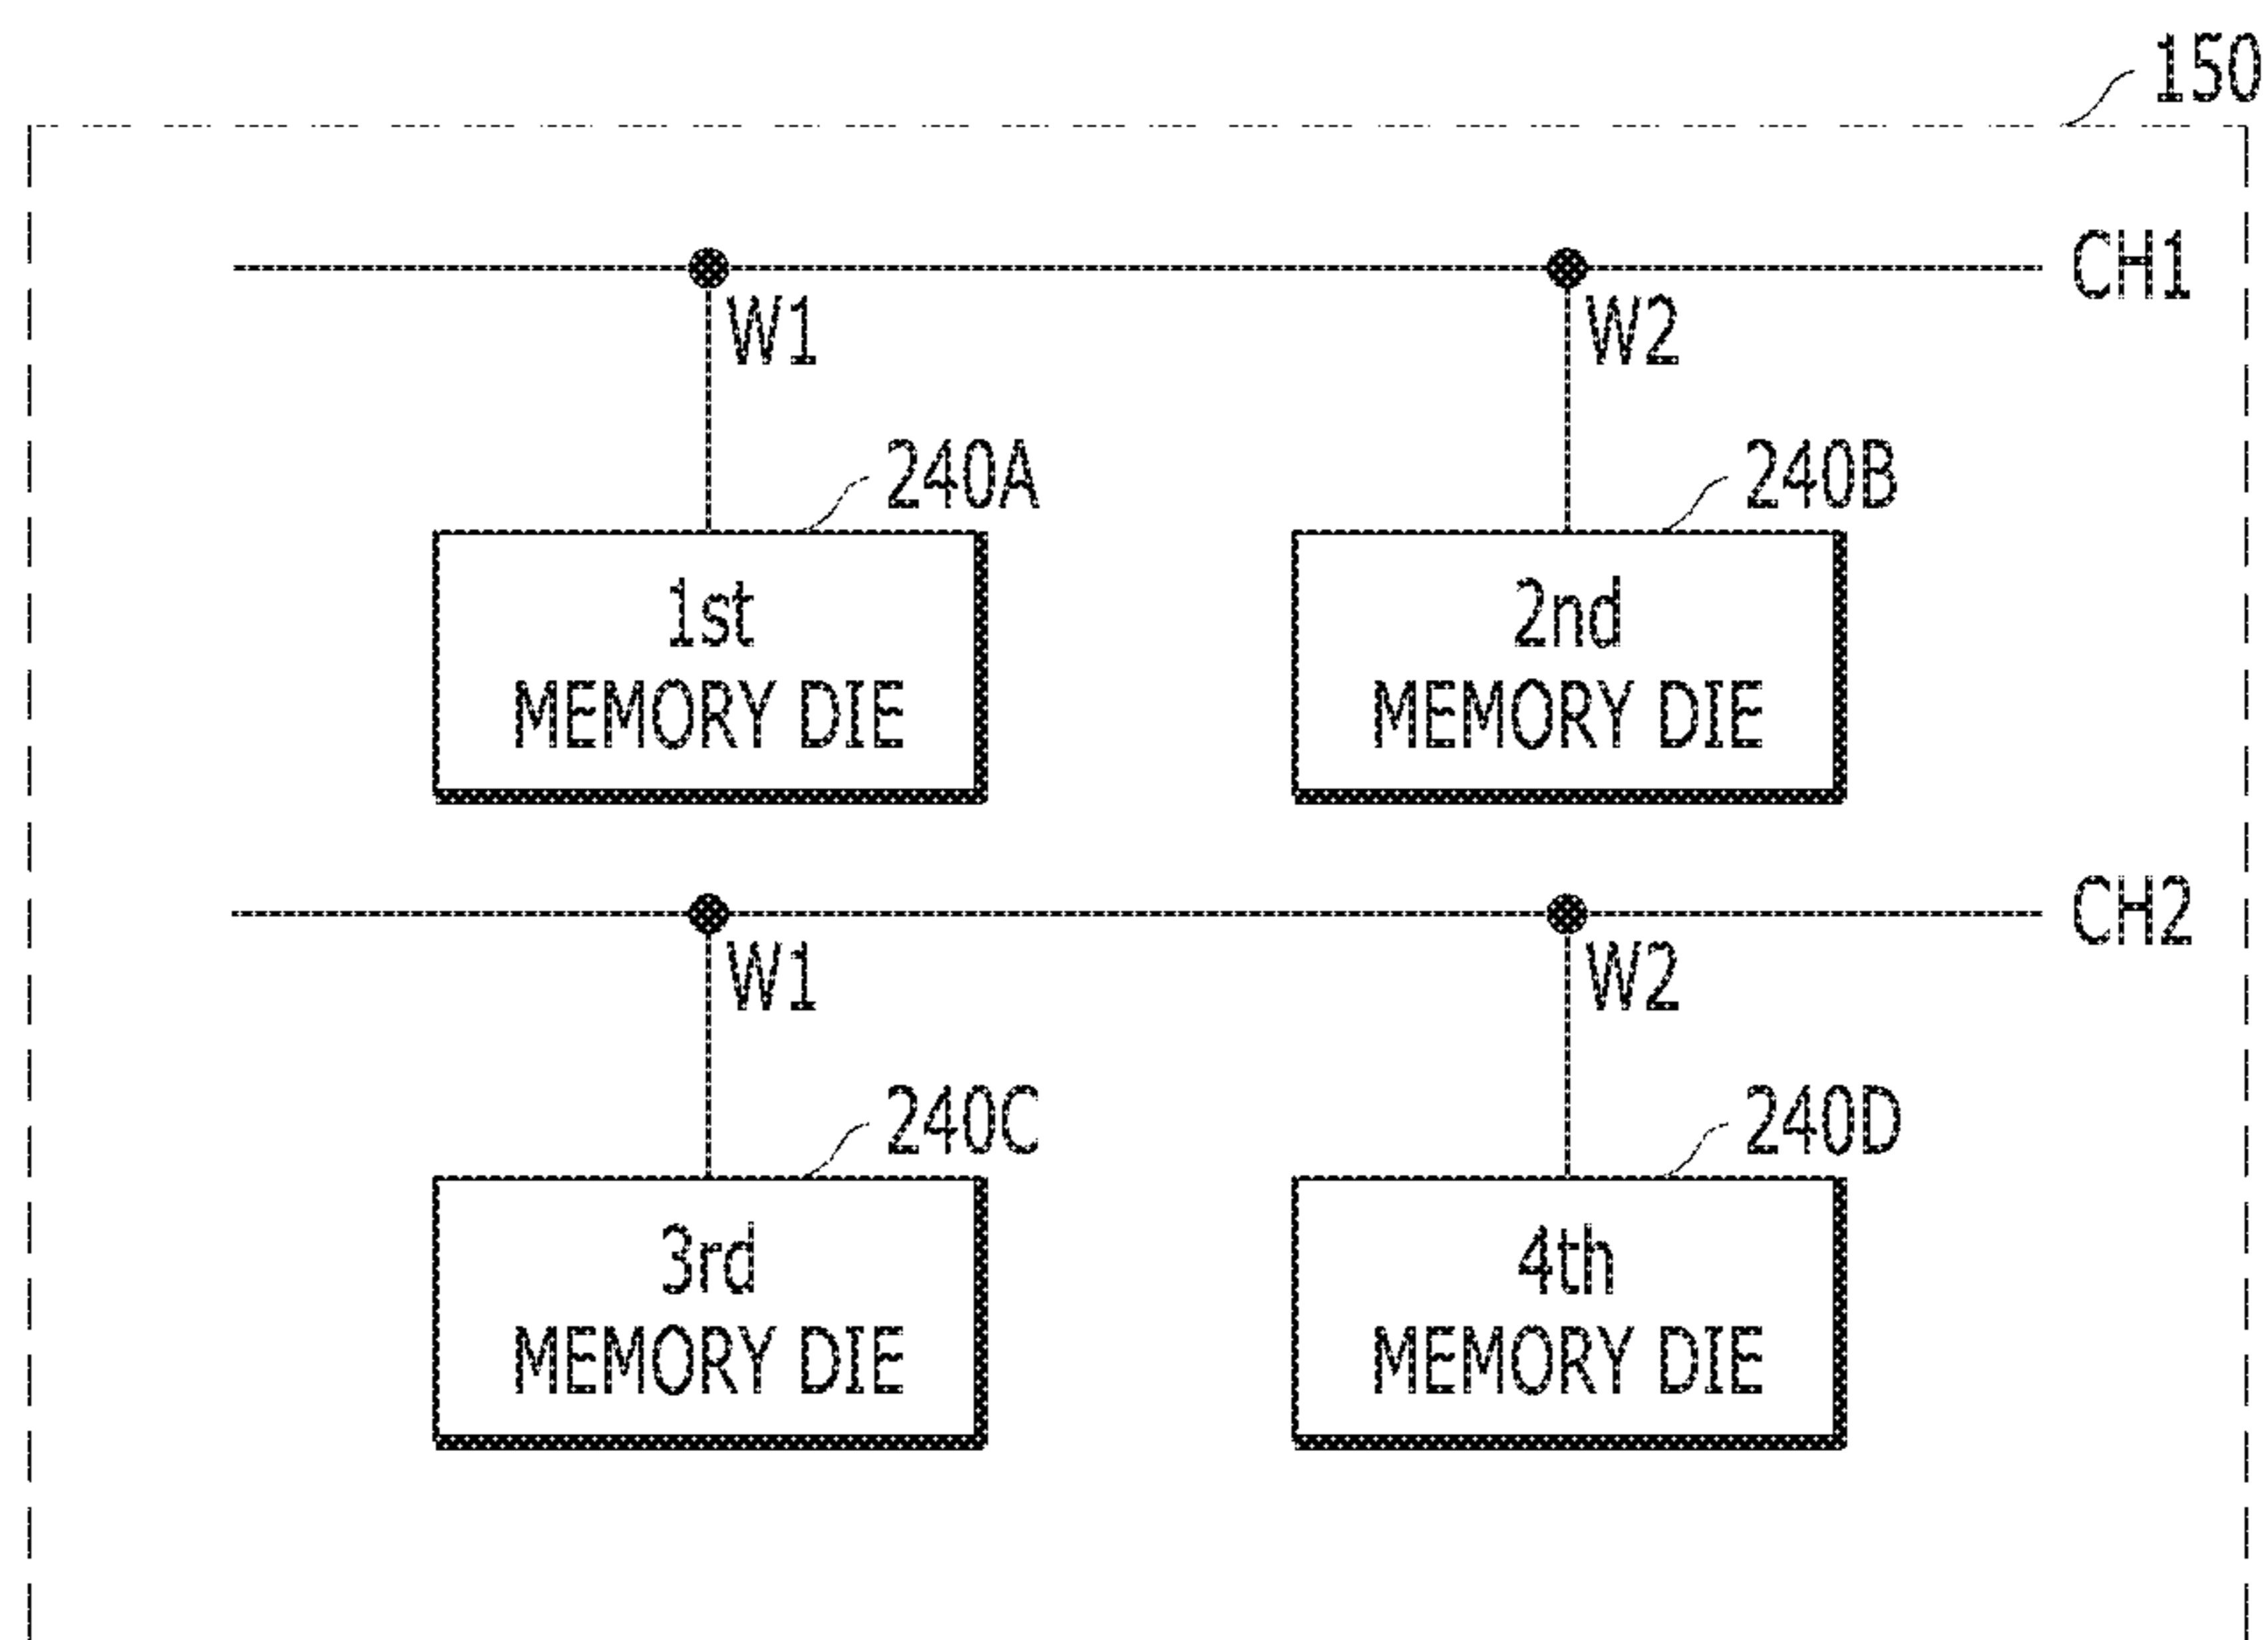 150
CH1
W1
W2
240A
240B
1st
MEMORY DIE
2nd
MEMORY DIE
CH2
W1
W2
240C
240D
3rd
MEMORY DIE
4th
MEMORY DIE